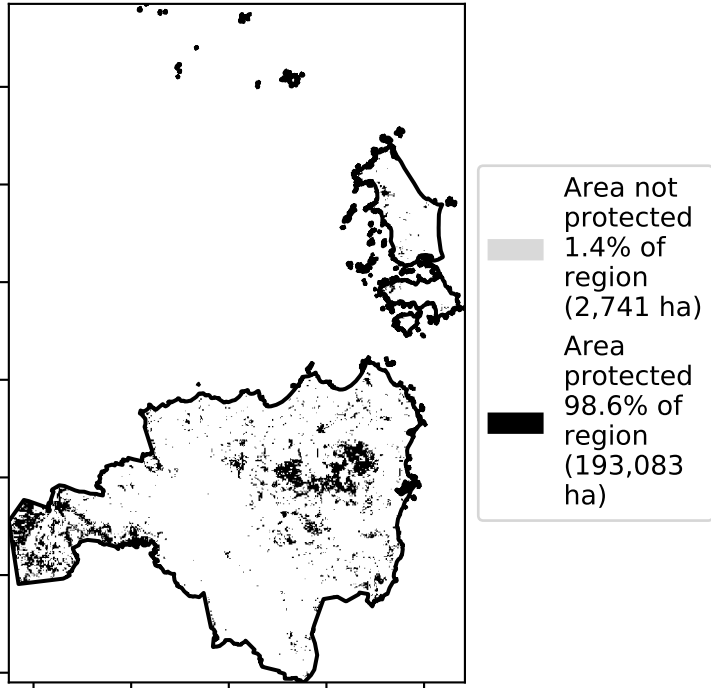 Area not
protected
1.4% of
region
(2,741 ha)
Area
protected
98.6% of
region
(193,083
ha)